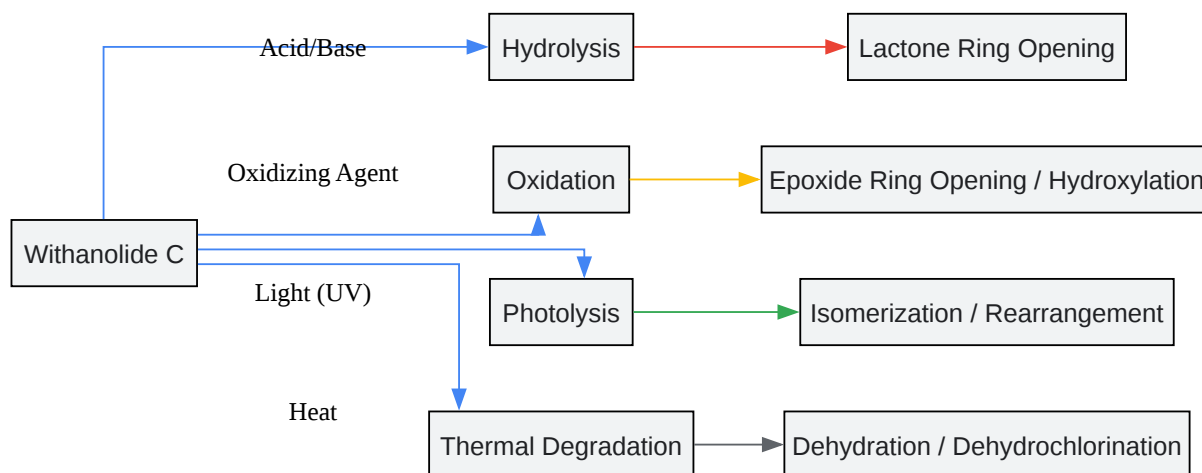 Acid/Base
Hydrolysis
Lactone Ring Opening
Oxidizing Agent
Oxidation
Epoxide Ring Opening / Hydroxylation
Withanolide C
Light (UV)
Photolysis
Isomerization / Rearrangement
Heat
Thermal Degradation
Dehydration / Dehydrochlorination